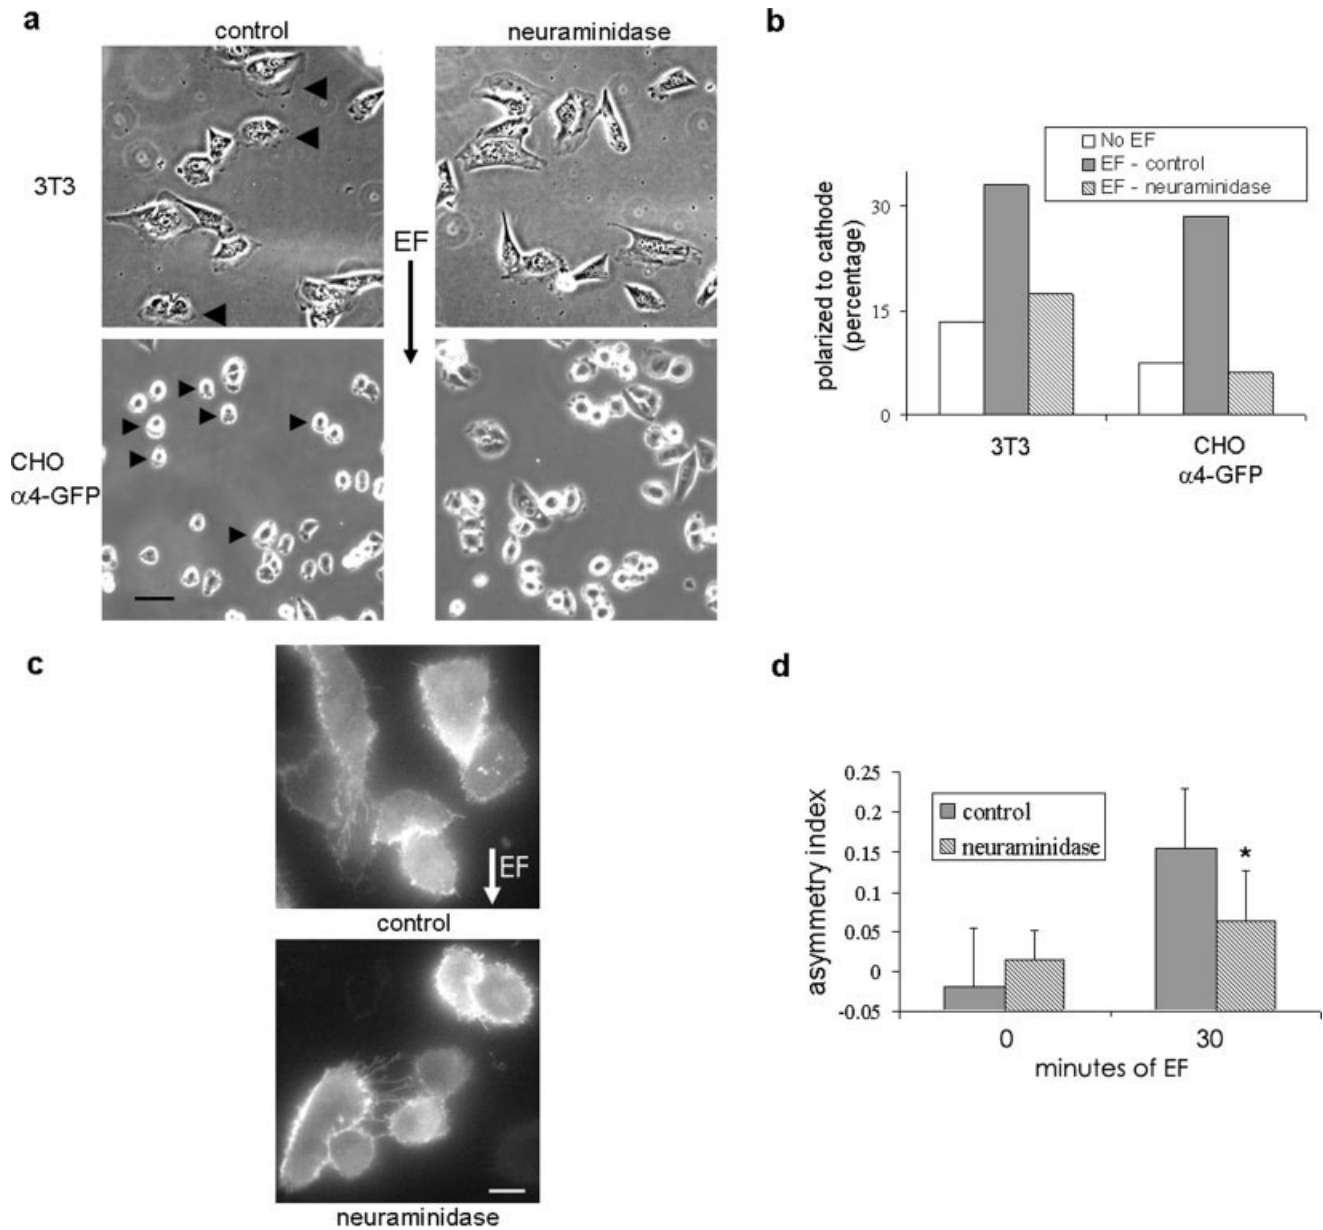 a
control
neuraminidase
3T3
EF
CHO
α4-GFP
b
No EF
EF - control
EF - neuraminidase
polarized to cathode
(percentage)
30
15
0
3T3
CHO
α4-GFP
c
EF
control
neuraminidase
d
asymmetry index
0.25
0.2
0.15
0.1
0.05
0
-0.05
control
neuraminidase
*
0
30
minutes of EF